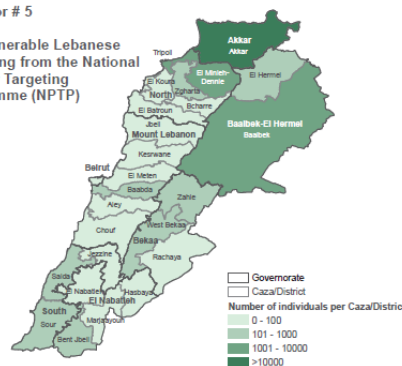 or # 5
nerable Lebanese
ing from the National
Targeting
mme (NPTP)
Akkar
Akkar
Tripoli
El Minieh-
Dennie
El Hermel
El Koura
Zgharta
North
Bcharre
El Batroun
Jbeil
Baalbek-El Hermel
Baalbek
Mount Lebanon
Kesrwane
Beirut
El Meten
Baabda
Zahle
Aley
Chouf
West Bekaa
Bekaa
Jezzine
Rachaya
Saida
El Nabatieh
Hasbaya
El Nabatieh
South
Marjaayoun
Sour
Bent Jbeil
Governorate
Caza/District
Number of individuals per Caza/Distric
0 - 100
101 - 1000
1001 - 10000
>10000